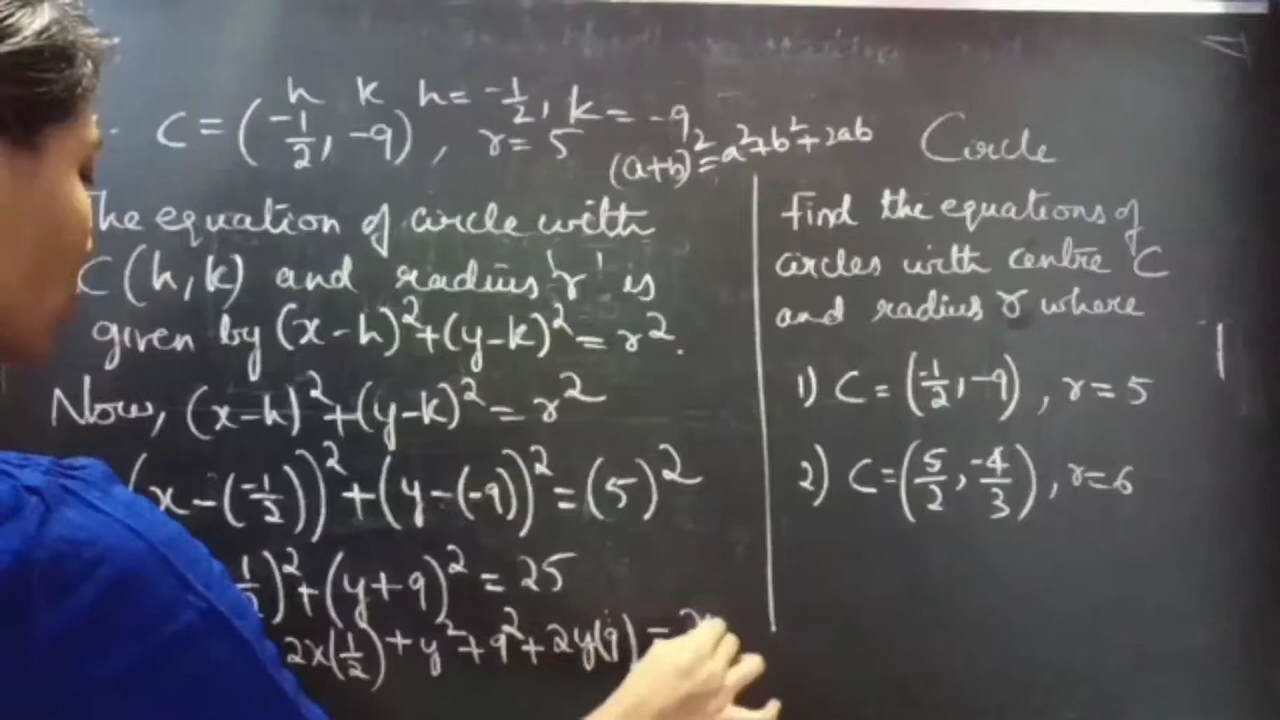 h k h = -1/2, k = -9
C = (-1/2, -9), r = 5
(a+b)² = a²+b²+2ab
The equation of circle with
C(h, k) and radius 'r' is
given by (x-h)²+(y-k)² = r².
Now, (x-h)²+(y-k)² = r²
(x-(-1/2))²+(y-(-9))² = (5)²
1/2)²+(y+9)² = 25
2x(1/2)+y²+9²+2y(9) =
Circle
Find the equations of
circles with centre C
and radius r where
1) C = (-1/2, -9), r = 5
2) C = (5/2, -4/3), r = 6